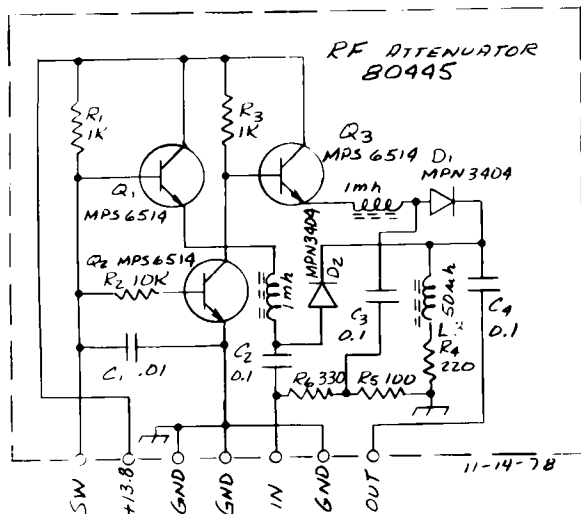 RF ATTENUATOR
80445
R1
1K
R3
1K
Q3
MPS 6514
D1
MPN 3404
1mh
Q1
MPS 6514
Q2 MPS 6514
R2 10K
1mh
MPN3404
D2
C3
0.1
50mh
C4
0.1
R4
220
C1 .01
C2
0.1
R6 330
R5 100
SW
+13.8
GND
GND
IN
GND
OUT
11-14-78